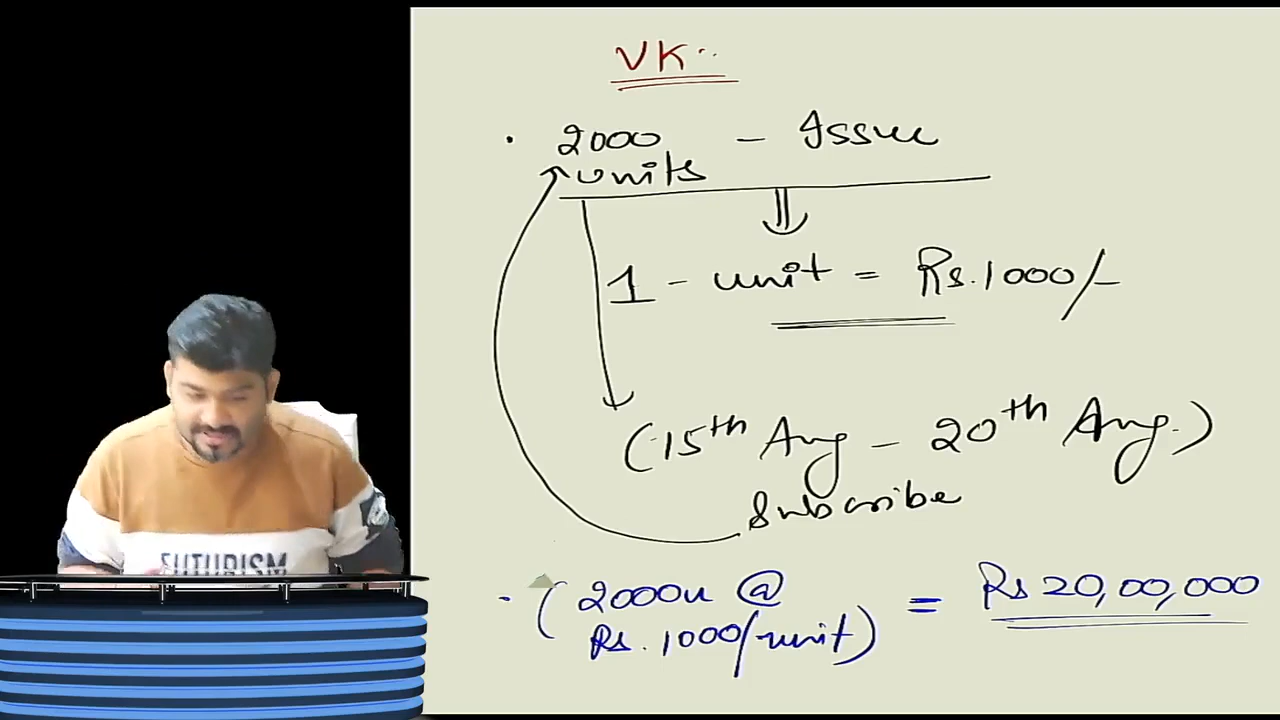 VK..
• 2000 - Issue
units
1 - unit = Rs.1000/-
(15th Aug - 20th Aug.)
Subscribe
• (2000u @ = Rs 20,00,000
Rs. 1000/unit)
FUTURISM